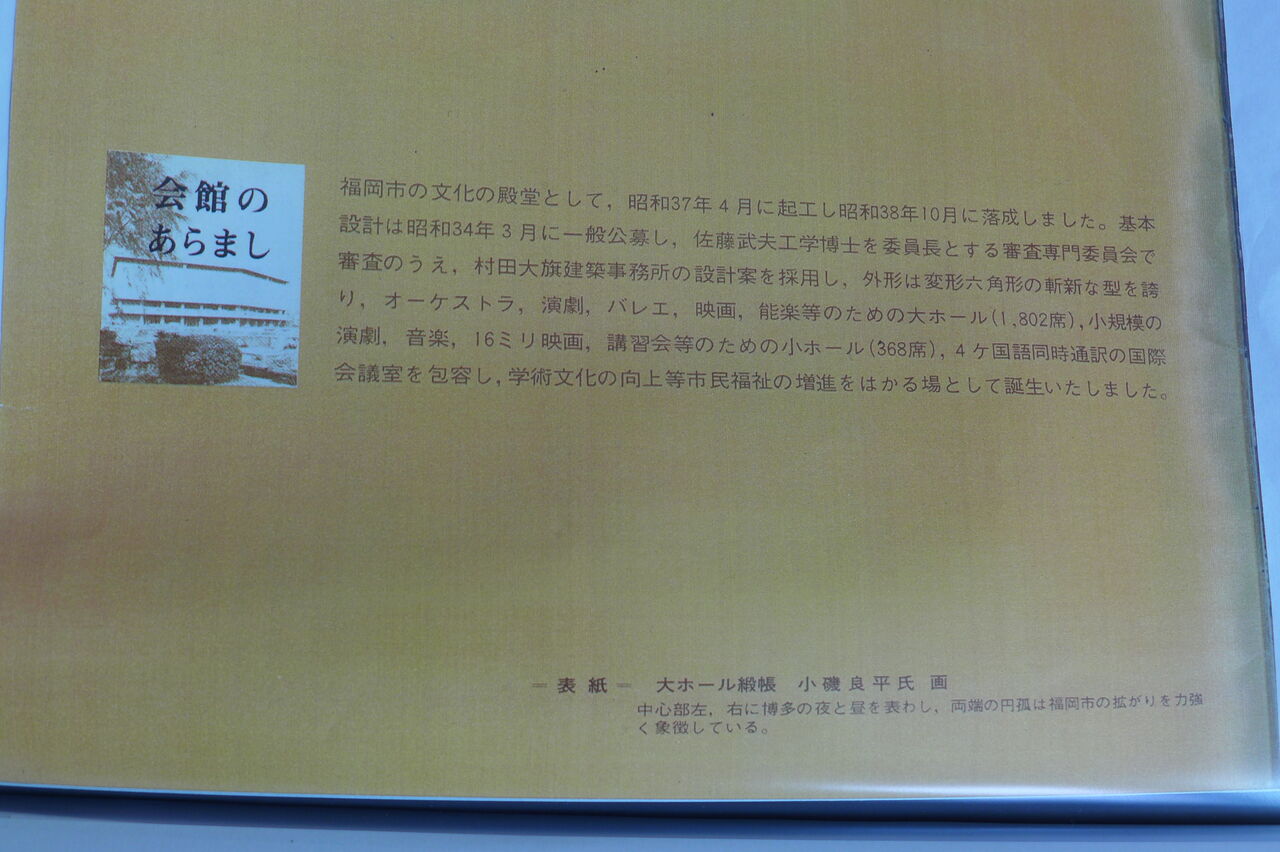 会館の
あらまし
福岡市の文化の殿堂として，昭和37年４月に起工し昭和38年10月に落成しました。基本
設計は昭和34年３月に一般公募し，佐藤武夫工学博士を委員長とする審査専門委員会で
審査のうえ，村田大旗建築事務所の設計案を採用し，外形は変形六角形の斬新な型を誇
り，オーケストラ，演劇，バレエ，映画，能楽等のための大ホール(1,802席),小規模の
演劇，音楽，16ミリ映画，講習会等のための小ホール(368席)，４ケ国語同時通訳の国際
会議室を包容し，学術文化の向上等市民福祉の増進をはかる場として誕生いたしました。
＝表紙＝　大ホール緞帳　小磯良平氏　画
中心部左，右に博多の夜と昼を表わし，両端の円孤は福岡市の拡がりを力強
く象徴している。